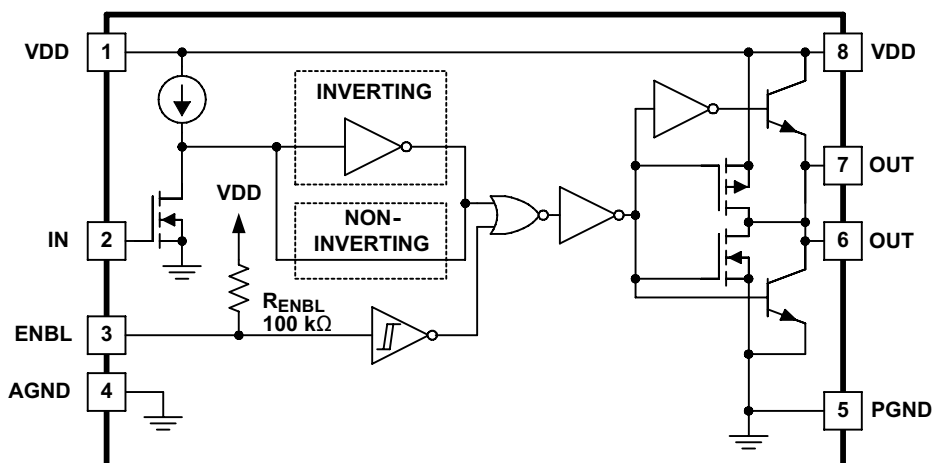 VDD 1
8 VDD
INVERTING
VDD
7 OUT
NON-
INVERTING
IN 2
6 OUT
RENBL
100 kΩ
ENBL 3
AGND 4
5 PGND